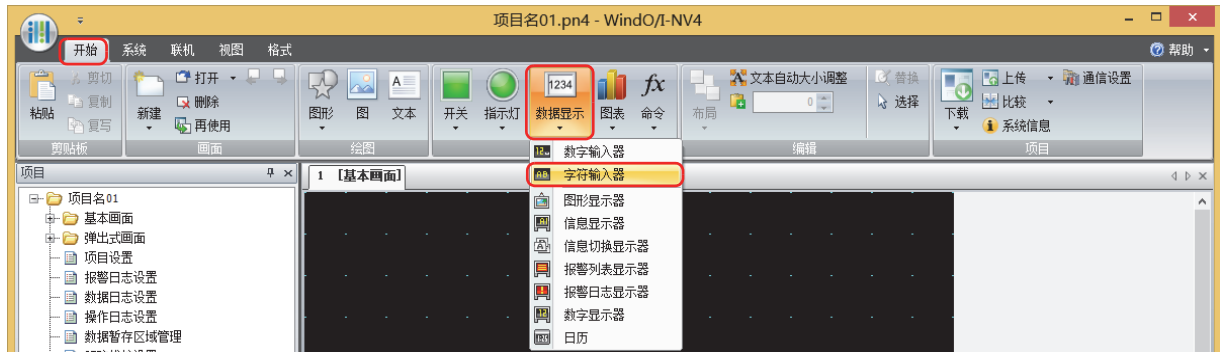 项目名01.pn4 - WindO/I-NV4
开始 系统 联机 视图 格式 帮助
粘贴 剪切 复制 复写
新建 打开 删除 再使用
图形 图 A 文本
开关 指示灯 1234 数据显示 图表 fx 命令
布局 文本自动大小调整 0 替换 选择
下载 上传 比较 系统信息 通信设置
剪贴板 画面 绘图 编辑 项目
数字输入器
字符输入器
图形显示器
信息显示器
信息切换显示器
报警列表显示器
报警日志显示器
数字显示器
日历
项目
1 [基本画面]
项目名01
基本画面
弹出式画面
项目设置
报警日志设置
数据日志设置
操作日志设置
数据暂存区域管理